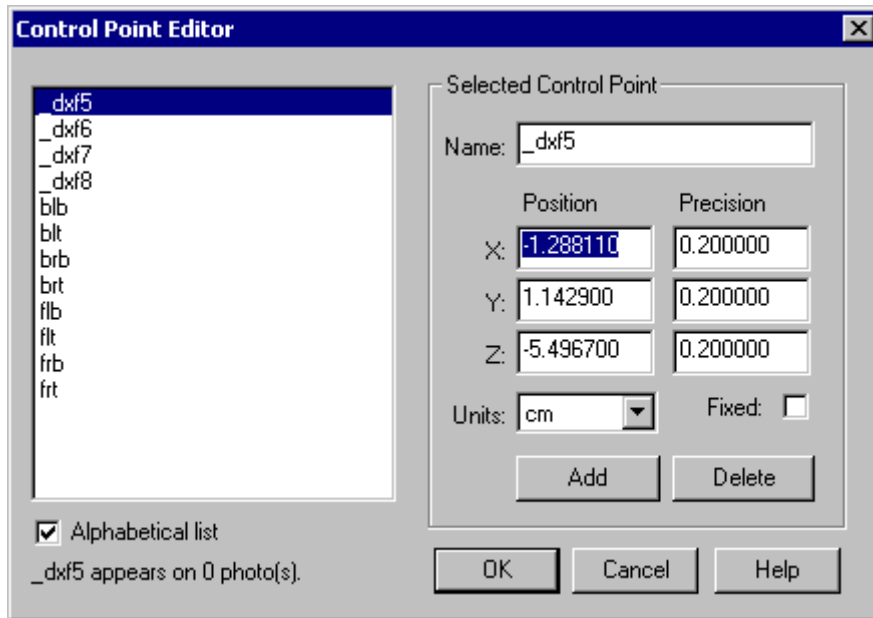 Control Point Editor
_dxf5
_dxf6
_dxf7
_dxf8
blb
blt
brb
brt
flb
flt
frb
frt
Alphabetical list
_dxf5 appears on 0 photo(s).
Selected Control Point
Name: _dxf5
Position Precision
X: -1.288110 0.200000
Y: 1.142900 0.200000
Z: -5.496700 0.200000
Units: cm Fixed:
Add Delete
OK Cancel Help